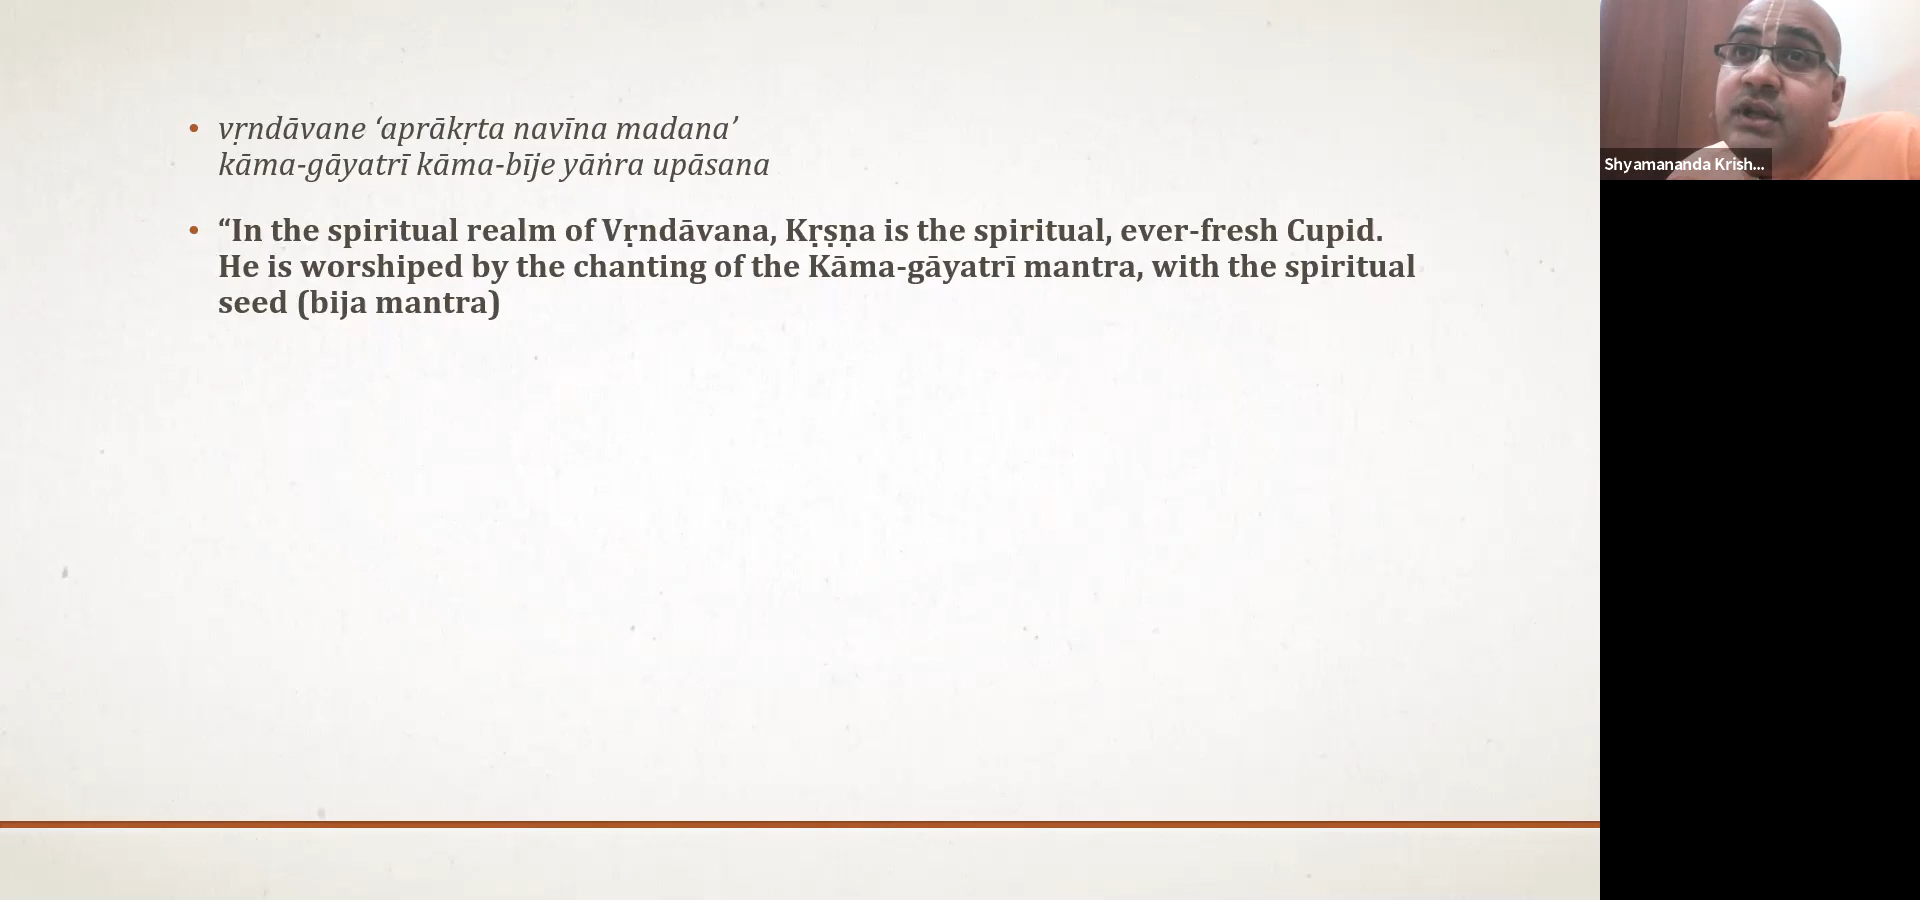 • vṛndāvane ‘aprākṛta navīna madana’
kāma-gāyatrī kāma-bīje yāṅra upāsana
• “In the spiritual realm of Vṛndāvana, Kṛṣṇa is the spiritual, ever-fresh Cupid.
He is worshiped by the chanting of the Kāma-gāyatrī mantra, with the spiritual
seed (bija mantra)
Shyamananda Krish...